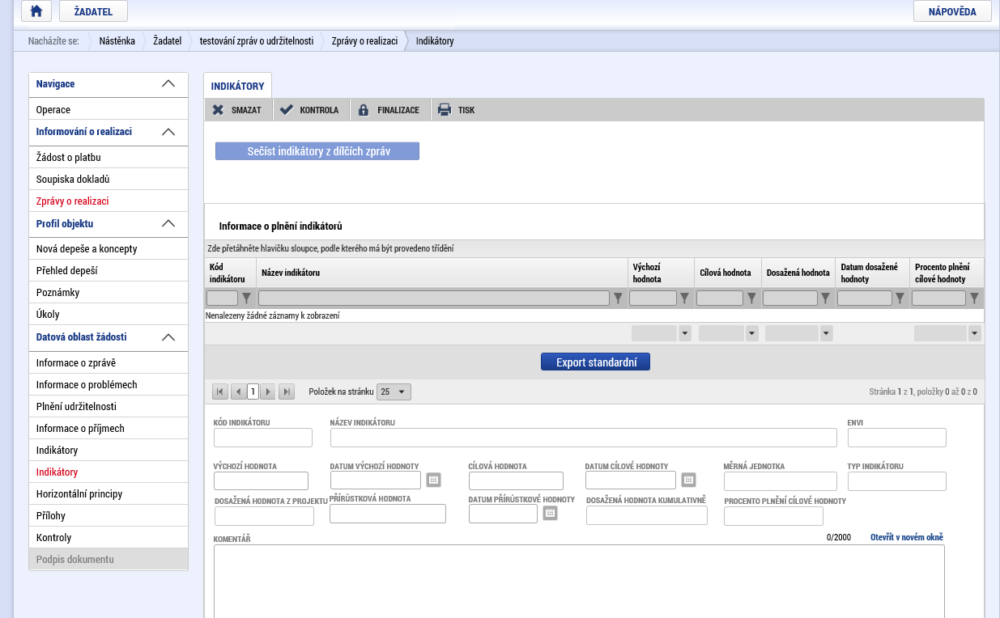 ŽADATEL
NÁPOVĚDA
Nacházíte se: Nástěnka Žadatel testování zpráv o udržitelnosti Zprávy o realizaci Indikátory
Navigace
Operace
Informování o realizaci
Žádost o platbu
Soupiska dokladů
Zprávy o realizaci
Profil objektu
Nová depeše a koncepty
Přehled depeší
Poznámky
Úkoly
Datová oblast žádosti
Informace o zprávě
Informace o problémech
Plnění udržitelnosti
Informace o příjmech
Indikátory
Indikátory
Horizontální principy
Přílohy
Kontroly
Podpis dokumentu
INDIKÁTORY
SMAZAT KONTROLA FINALIZACE TISK
Sečíst indikátory z dílčích zpráv
Informace o plnění indikátorů
Zde přetáhněte hlavičku sloupce, podle kterého má být provedeno třídění
Kód indikátoru Název indikátoru Výchozí hodnota Cílová hodnota Dosažená hodnota Datum dosažené hodnoty Procento plnění cílové hodnoty
Nenalezeny žádné záznamy k zobrazení
Export standardní
1 Položek na stránku 25 Stránka 1 z 1, položky 0 až 0 z 0
KÓD INDIKÁTORU NÁZEV INDIKÁTORU ENVI
VÝCHOZÍ HODNOTA DATUM VÝCHOZÍ HODNOTY CÍLOVÁ HODNOTA DATUM CÍLOVÉ HODNOTY MĚRNÁ JEDNOTKA TYP INDIKÁTORU
DOSAŽENÁ HODNOTA Z PROJEKTU PŘÍRŮSTKOVÁ HODNOTA DATUM PŘÍRŮSTKOVÉ HODNOTY DOSAŽENÁ HODNOTA KUMULATIVNĚ PROCENTO PLNĚNÍ CÍLOVÉ HODNOTY
KOMENTÁŘ 0/2000 Otevřít v novém okně